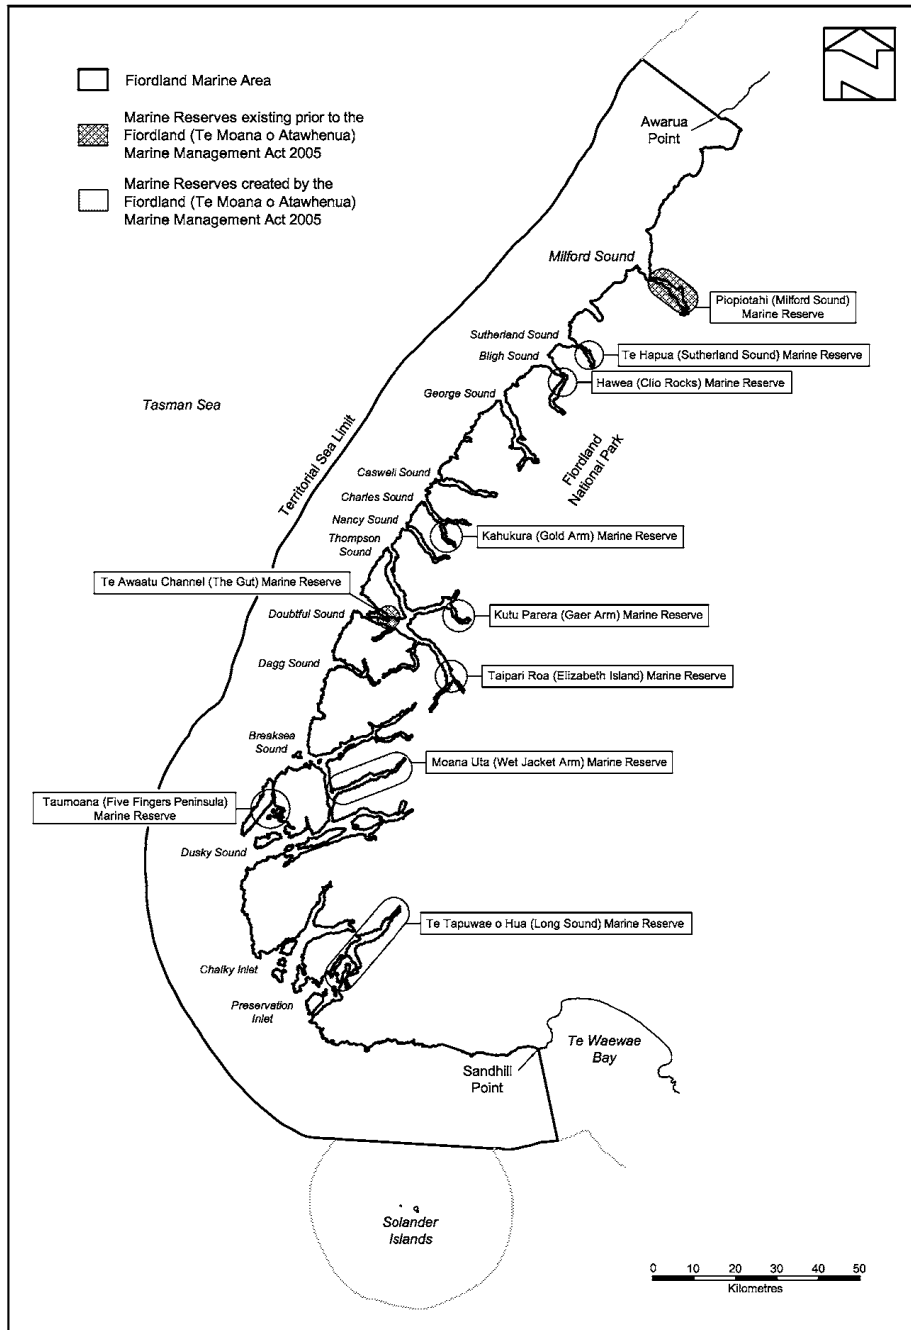 Fiordland Marine Area
Marine Reserves existing prior to the
Fiordland (Te Moana o Atawhenua)
Marine Management Act 2005
Marine Reserves created by the
Fiordland (Te Moana o Atawhenua)
Marine Management Act 2005
N
Awarua
Point
Milford Sound
Piopiotahi (Milford Sound)
Marine Reserve
Sutherland Sound
Te Hapua (Sutherland Sound) Marine Reserve
Bligh Sound
Hawea (Clio Rocks) Marine Reserve
George Sound
Tasman Sea
Territorial Sea Limit
Fiordland
National Park
Caswell Sound
Charles Sound
Nancy Sound
Thompson
Sound
Kahukura (Gold Arm) Marine Reserve
Te Awaatu Channel (The Gut) Marine Reserve
Doubtful Sound
Kutu Parera (Gaer Arm) Marine Reserve
Dagg Sound
Taipari Roa (Elizabeth Island) Marine Reserve
Breaksea
Sound
Moana Uta (Wet Jacket Arm) Marine Reserve
Taumoana (Five Fingers Peninsula)
Marine Reserve
Dusky Sound
Te Tapuwae o Hua (Long Sound) Marine Reserve
Chalky Inlet
Preservation
Inlet
Te Waewae
Bay
Sandhill
Point
Solander
Islands
0 10 20 30 40 50
Kilometres